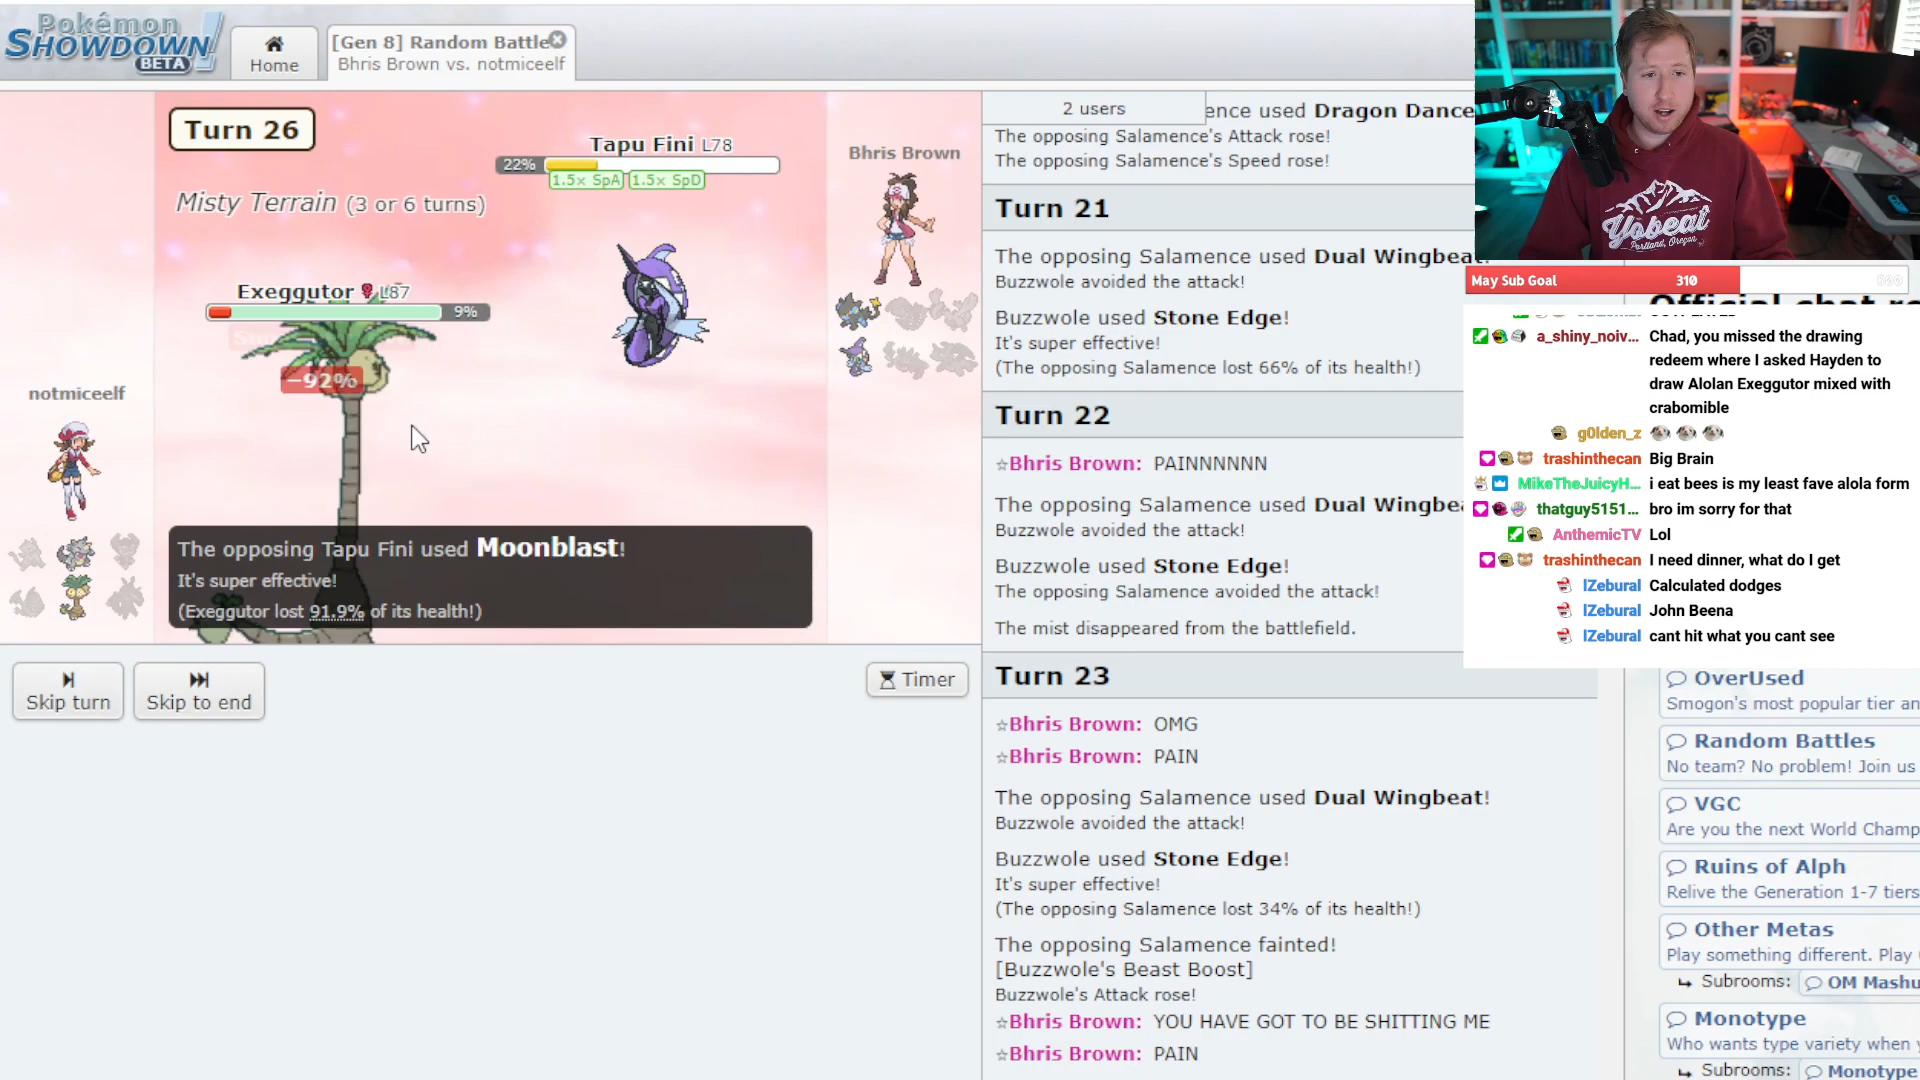 Pokémon
SHOWDOWN!
BETA
Home
[Gen 8] Random Battle
Bhris Brown vs. notmiceelf
Turn 26
Misty Terrain (3 or 6 turns)
Tapu Fini L78
22%
1.5× SpA 1.5× SpD
Exeggutor L87
9%
−92%
Bhris Brown
notmiceelf
The opposing Tapu Fini used Moonblast!
It's super effective!
(Exeggutor lost 91.9% of its health!)
Skip turn
Skip to end
Timer
2 users
ence used Dragon Dance
The opposing Salamence's Attack rose!
The opposing Salamence's Speed rose!
Turn 21
The opposing Salamence used Dual Wingbeat!
Buzzwole avoided the attack!
Buzzwole used Stone Edge!
It's super effective!
(The opposing Salamence lost 66% of its health!)
Turn 22
☆Bhris Brown: PAINNNNNN
The opposing Salamence used Dual Wingbea
Buzzwole avoided the attack!
Buzzwole used Stone Edge!
The opposing Salamence avoided the attack!
The mist disappeared from the battlefield.
Turn 23
☆Bhris Brown: OMG
☆Bhris Brown: PAIN
The opposing Salamence used Dual Wingbeat!
Buzzwole avoided the attack!
Buzzwole used Stone Edge!
It's super effective!
(The opposing Salamence lost 34% of its health!)
The opposing Salamence fainted!
[Buzzwole's Beast Boost]
Buzzwole's Attack rose!
☆Bhris Brown: YOU HAVE GOT TO BE SHITTING ME
☆Bhris Brown: PAIN
Yobeat
Portland, Oregon
May Sub Goal 310
Official chat ro
a_shiny_noiv... Chad, you missed the drawing
redeem where I asked Hayden to
draw Alolan Exeggutor mixed with
crabomible
g0lden_z
trashinthecan Big Brain
MikeTheJuicyH... i eat bees is my least fave alola form
thatguy5151... bro im sorry for that
AnthemicTV Lol
trashinthecan I need dinner, what do I get
lZebural Calculated dodges
lZebural John Beena
lZebural cant hit what you cant see
OverUsed
Smogon's most popular tier an
Random Battles
No team? No problem! Join us
VGC
Are you the next World Champ
Ruins of Alph
Relive the Generation 1-7 tiers
Other Metas
Play something different. Play
Subrooms: OM Mashu
Monotype
Who wants type variety when y
Subrooms: Monotype